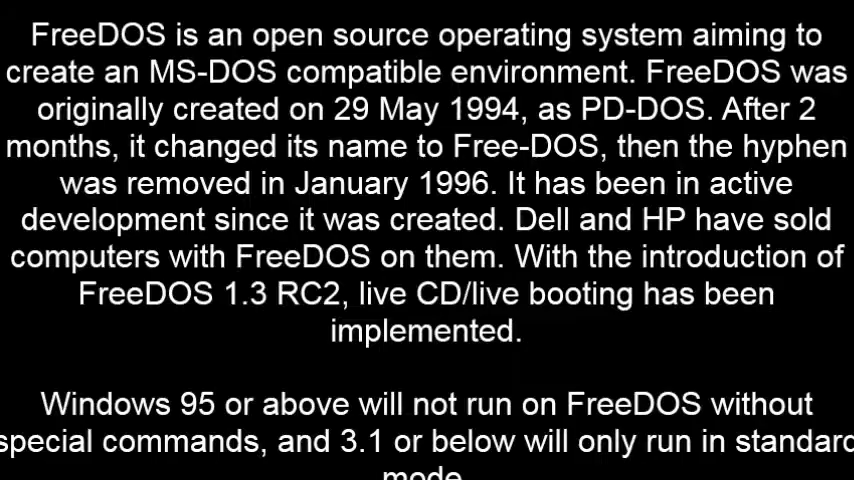 FreeDOS is an open source operating system aiming to
create an MS-DOS compatible environment. FreeDOS was
originally created on 29 May 1994, as PD-DOS. After 2
months, it changed its name to Free-DOS, then the hyphen
was removed in January 1996. It has been in active
development since it was created. Dell and HP have sold
computers with FreeDOS on them. With the introduction of
FreeDOS 1.3 RC2, live CD/live booting has been
implemented.
Windows 95 or above will not run on FreeDOS without
special commands, and 3.1 or below will only run in standard
mode